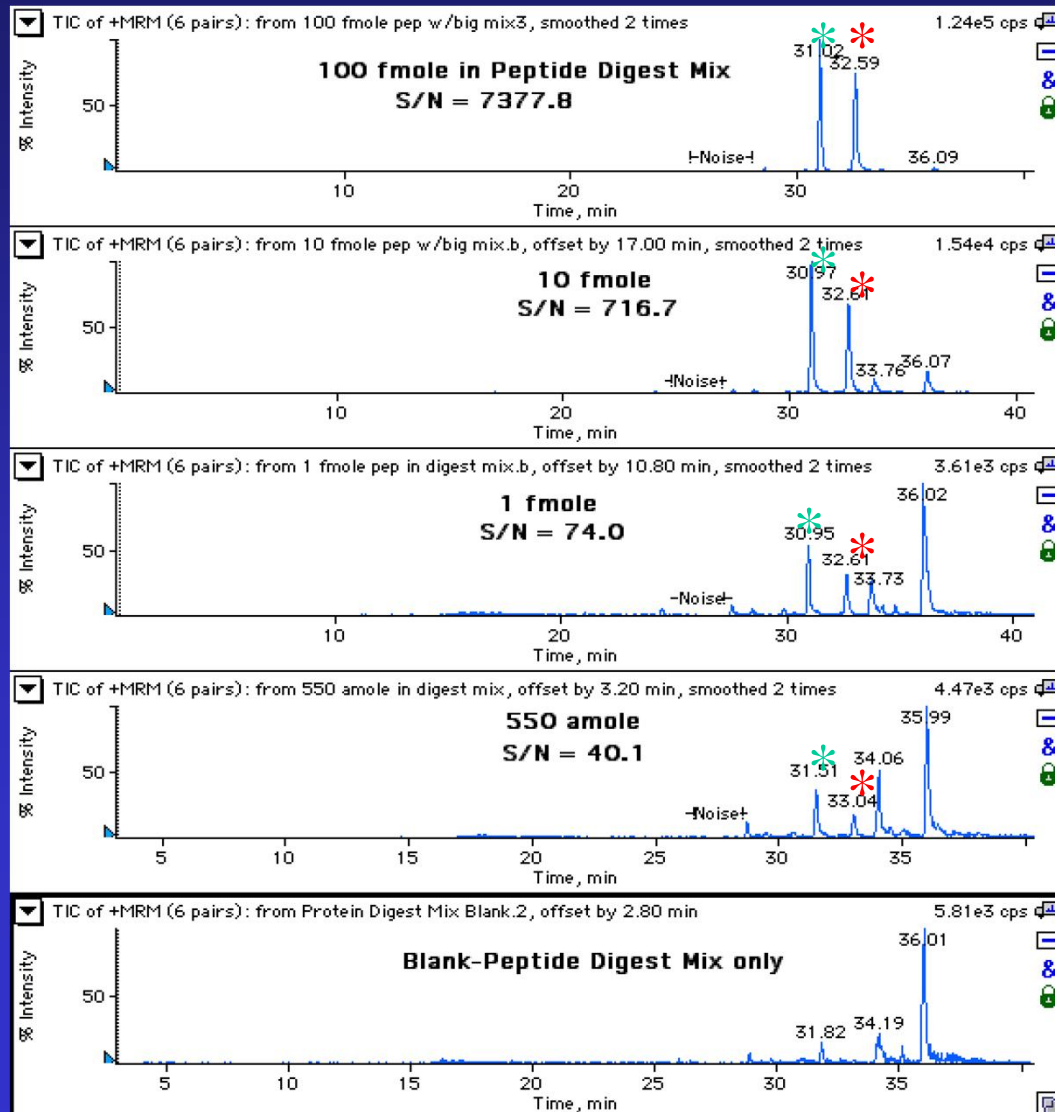 TIC of +MRM (6 pairs): from 100 fmole pep w/big mix3, smoothed 2 times 1.24e5 cps
31.02 32.59
100 fmole in Peptide Digest Mix
S/N = 7377.8
% Intensity
50
Noise
36.09
10 20 30
Time, min
TIC of +MRM (6 pairs): from 10 fmole pep w/big mix.b, offset by 17.00 min, smoothed 2 times 1.54e4 cps
10 fmole
S/N = 716.7
30.97
32.61
% Intensity
50
Noise
33.76 36.07
10 20 30 40
Time, min
TIC of +MRM (6 pairs): from 1 fmole pep in digest mix.b, offset by 10.80 min, smoothed 2 times 3.61e3 cps
1 fmole
S/N = 74.0
36.02
30.95
32.61
% Intensity
50
33.73
Noise
10 20 30 40
Time, min
TIC of +MRM (6 pairs): from 550 amole in digest mix, offset by 3.20 min, smoothed 2 times 4.47e3 cps
550 amole
S/N = 40.1
35.99
34.06
31.51
33.04
% Intensity
50
Noise
5 10 15 20 25 30 35
Time, min
TIC of +MRM (6 pairs): from Protein Digest Mix Blank.2, offset by 2.80 min 5.81e3 cps
Blank-Peptide Digest Mix only
36.01
% Intensity
50
31.82 34.19
5 10 15 20 25 30 35
Time, min
&
&
&
&
&